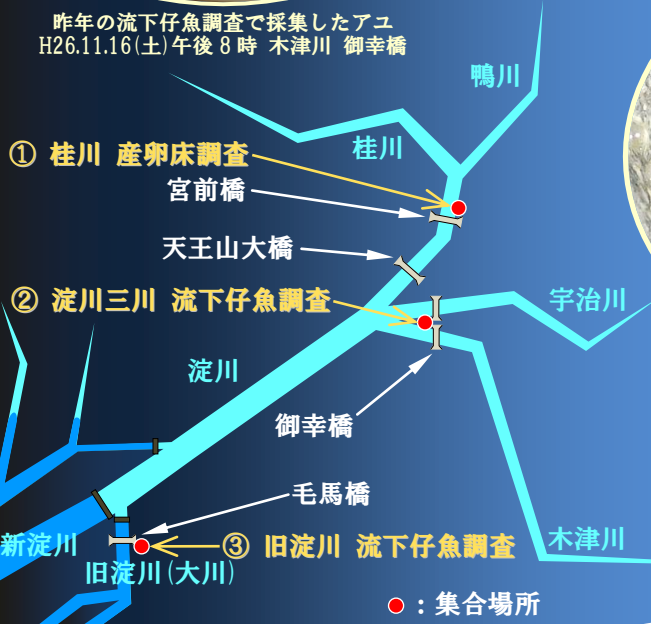 昨年の流下仔魚調査で採集したアユ
H26.11.16(土)午後8時 木津川 御幸橋
鴨川
桂川
① 桂川 産卵床調査
宮前橋
天王山大橋
② 淀川三川 流下仔魚調査
宇治川
淀川
御幸橋
毛馬橋
新淀川
③ 旧淀川 流下仔魚調査
木津川
旧淀川(大川)
：集合場所